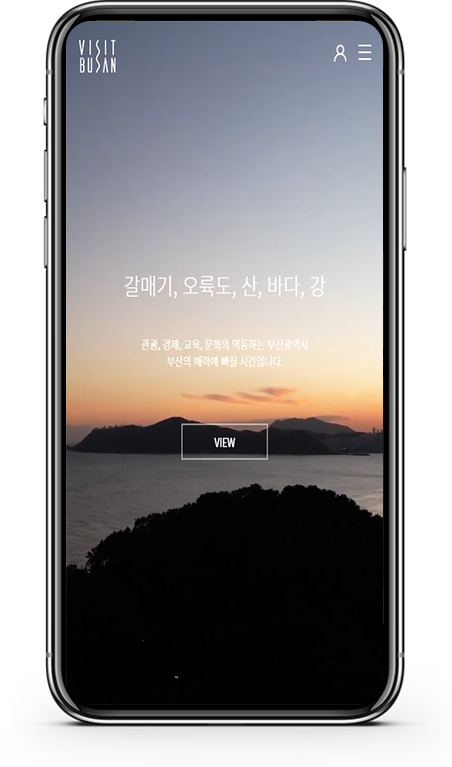 VISIT
BUSAN
갈매기, 오륙도, 산, 바다, 강
관광, 경제, 교육, 문화의 역동하는 부산광역시
부산의 매력에 빠질 시간입니다.
VIEW